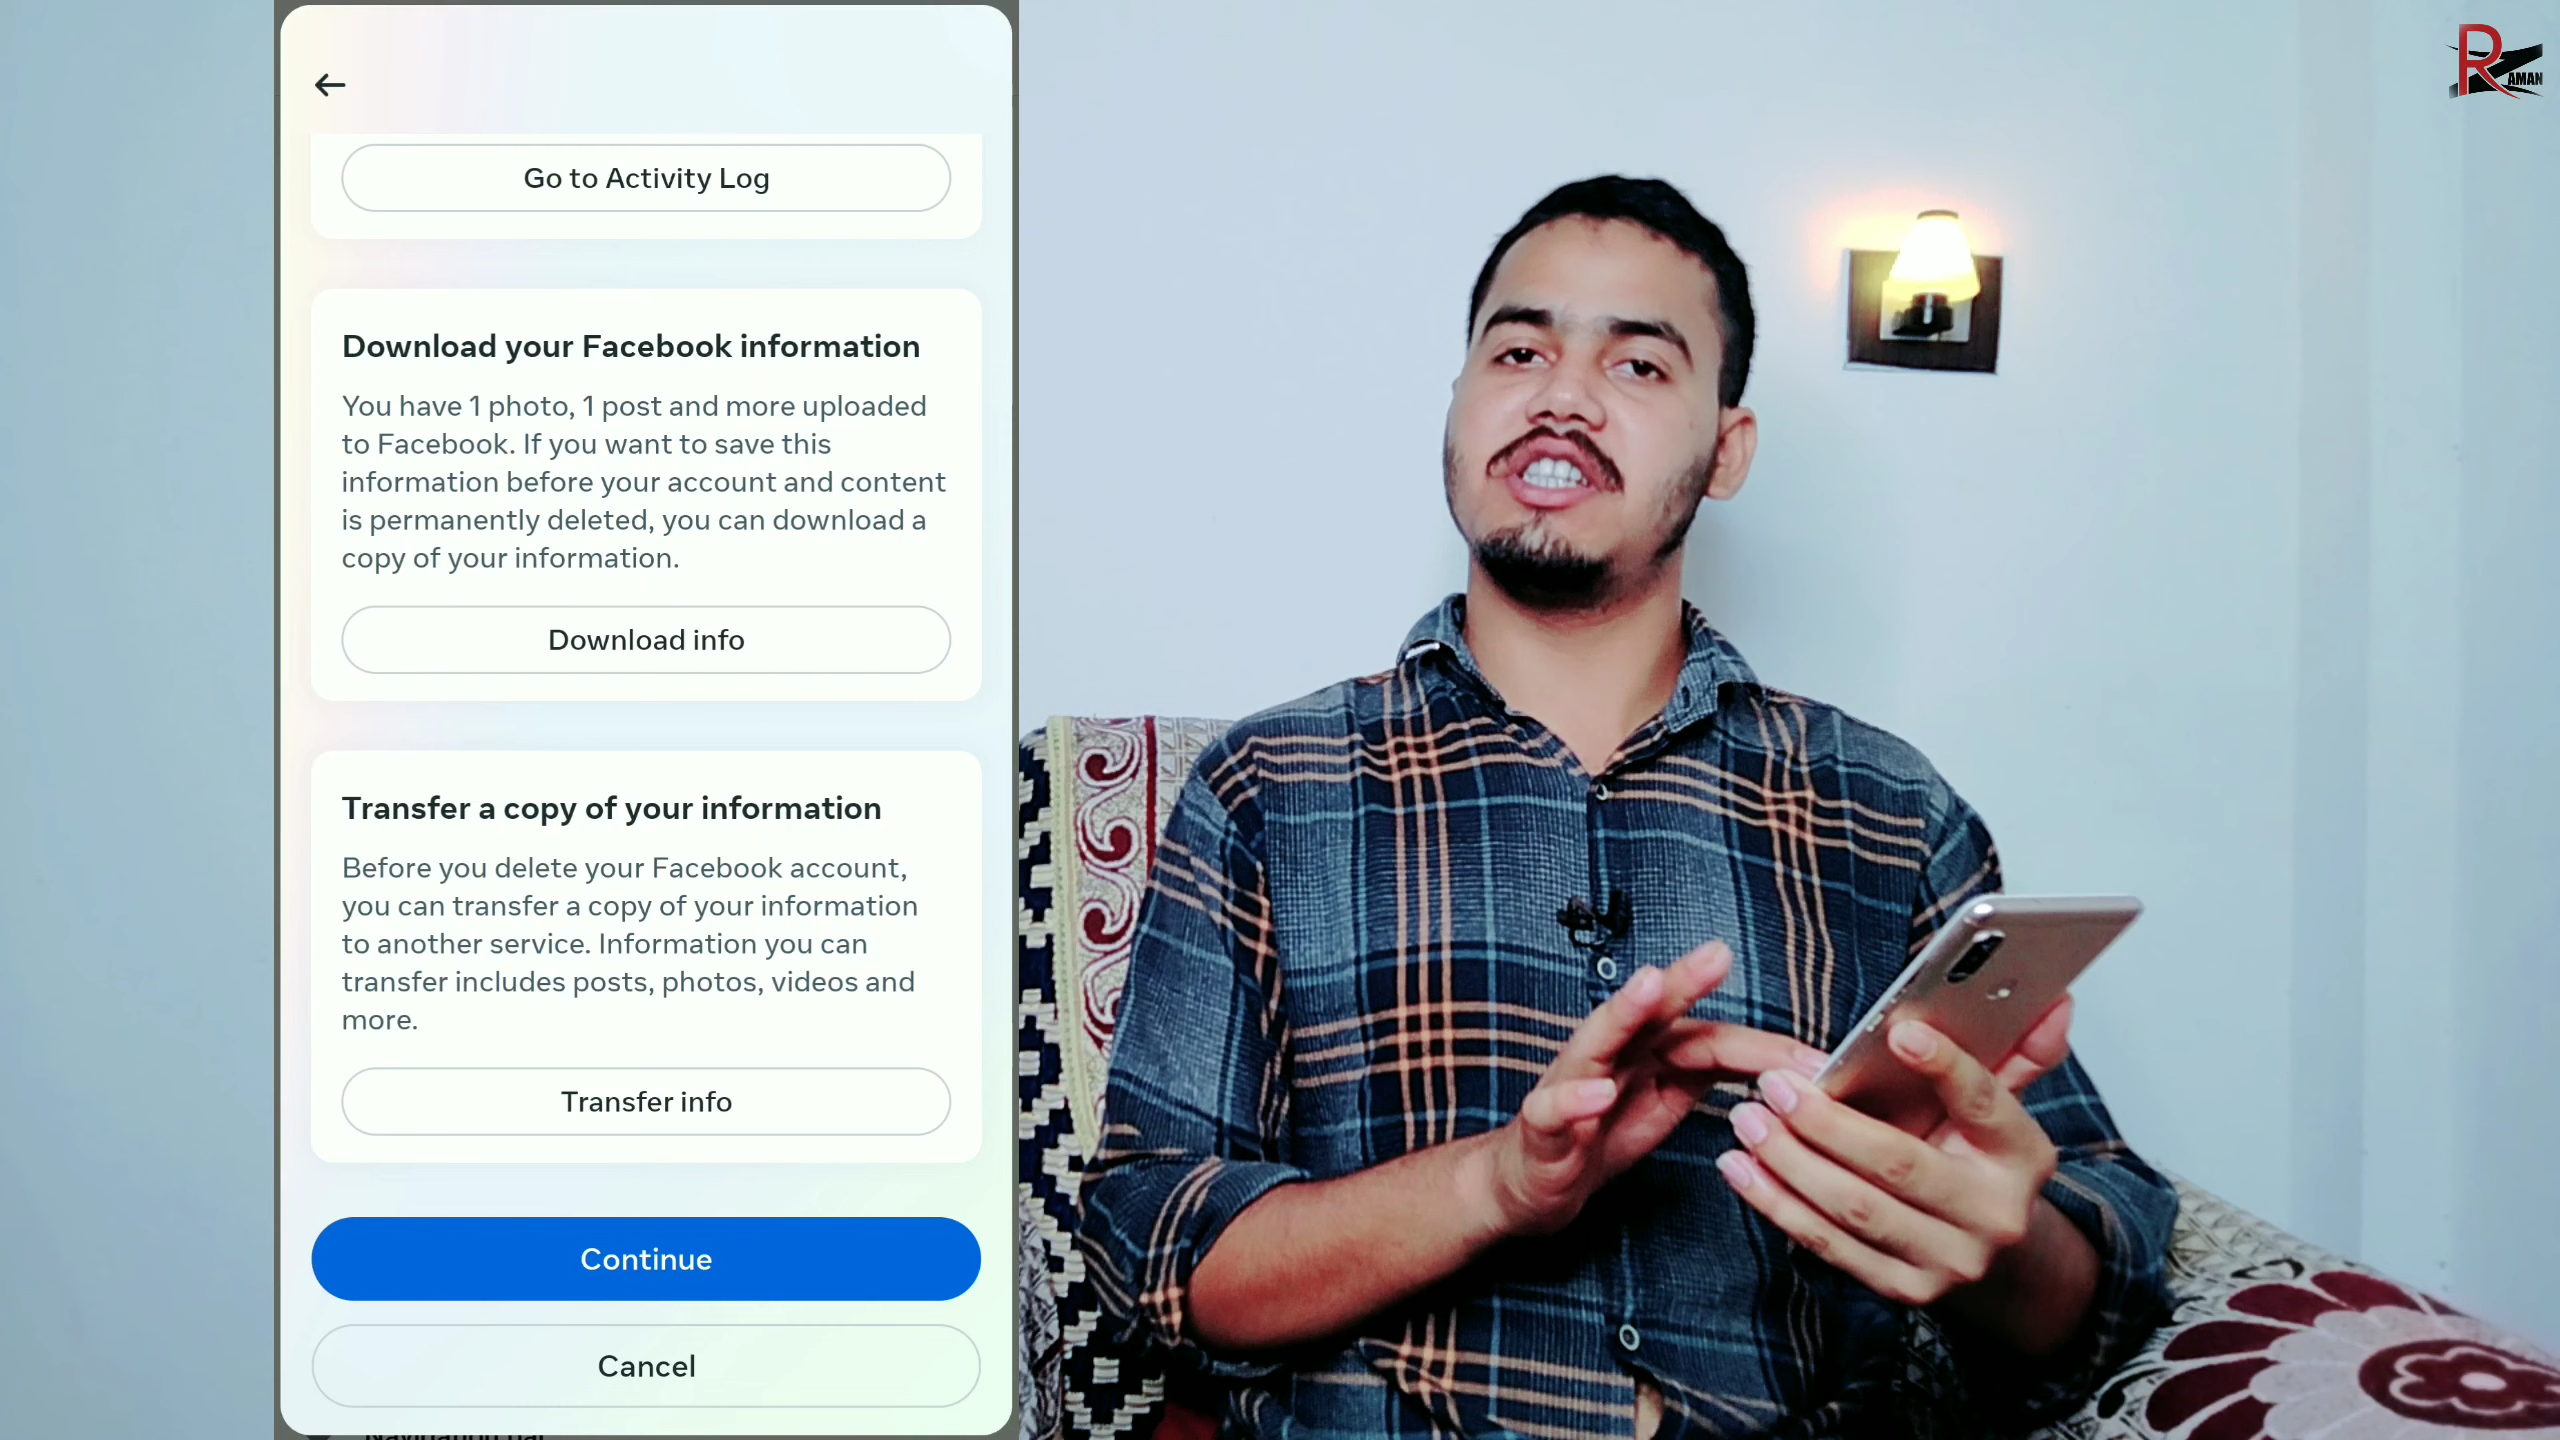 Go to Activity Log
Download your Facebook information
You have 1 photo, 1 post and more uploaded
to Facebook. If you want to save this
information before your account and content
is permanently deleted, you can download a
copy of your information.
Download info
Transfer a copy of your information
Before you delete your Facebook account,
you can transfer a copy of your information
to another service. Information you can
transfer includes posts, photos, videos and
more.
Transfer info
Continue
Cancel
RAMAN